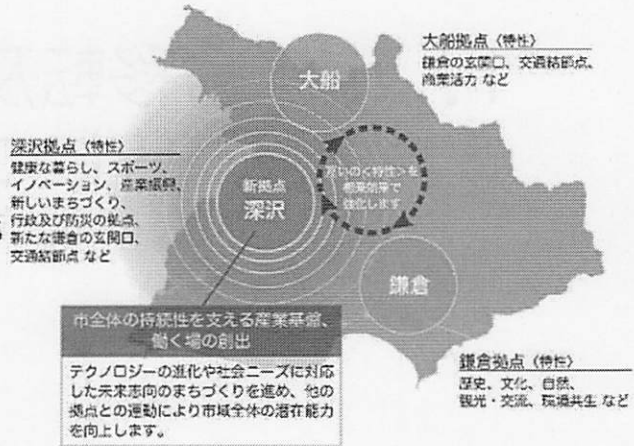 大船拠点〈特性〉
鎌倉の玄関口、交通結節点、
商業活力 など
大船
深沢拠点〈特性〉
健康な暮らし、スポーツ、
イノベーション、産業振興、
新しいまちづくり、
行政及び防災の拠点、
新たな鎌倉の玄関口、
交通結節点 など
新拠点
深沢
互いの<特性>を
相乗効果で
強化します
鎌倉
市全体の持続性を支える産業基盤、
働く場の創出
テクノロジーの進化や社会ニーズに対応
した未来志向のまちづくりを進め、他の
拠点との連動により市域全体の潜在能力
を向上します。
鎌倉拠点〈特性〉
歴史、文化、自然、
観光・交流、環境共生 など